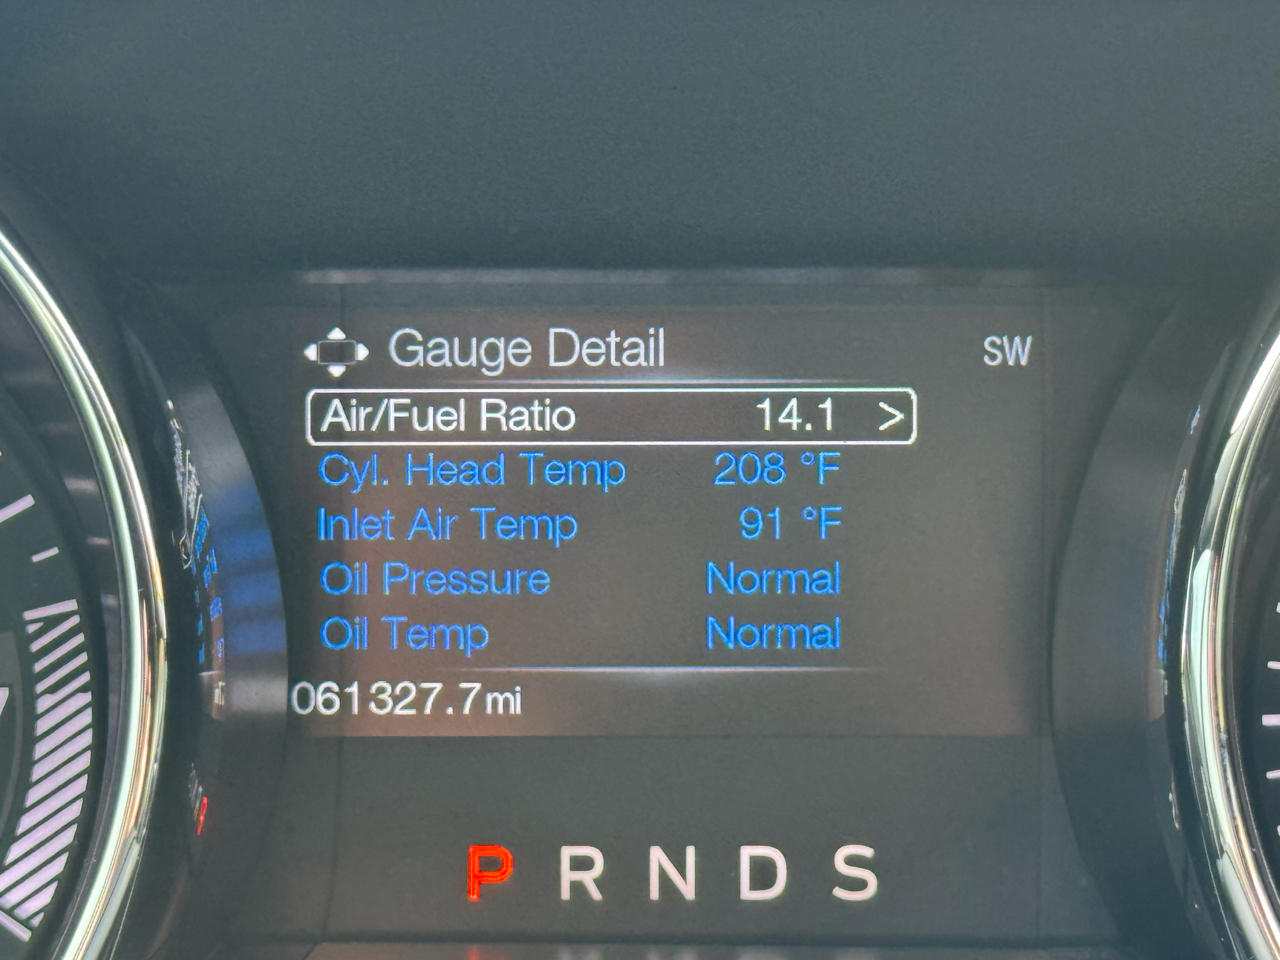 Gauge Detail SW
Air/Fuel Ratio 14.1 >
Cyl. Head Temp 208 °F
Inlet Air Temp 91 °F
Oil Pressure Normal
Oil Temp Normal
061327.7mi
P R N D S